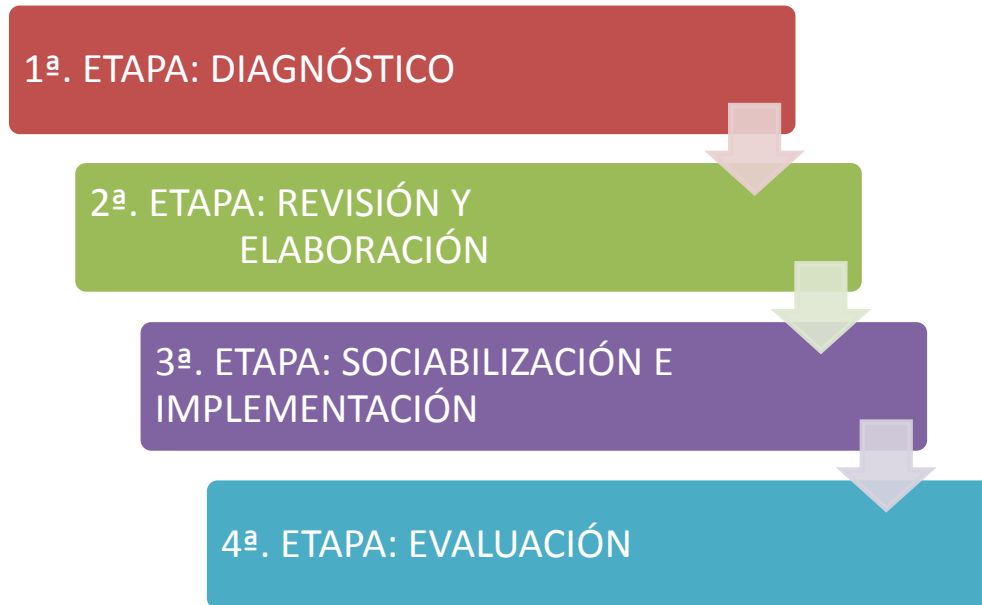 1ª. ETAPA: DIAGNÓSTICO
2ª. ETAPA: REVISIÓN Y
ELABORACIÓN
3ª. ETAPA: SOCIABILIZACIÓN E
IMPLEMENTACIÓN
4ª. ETAPA: EVALUACIÓN